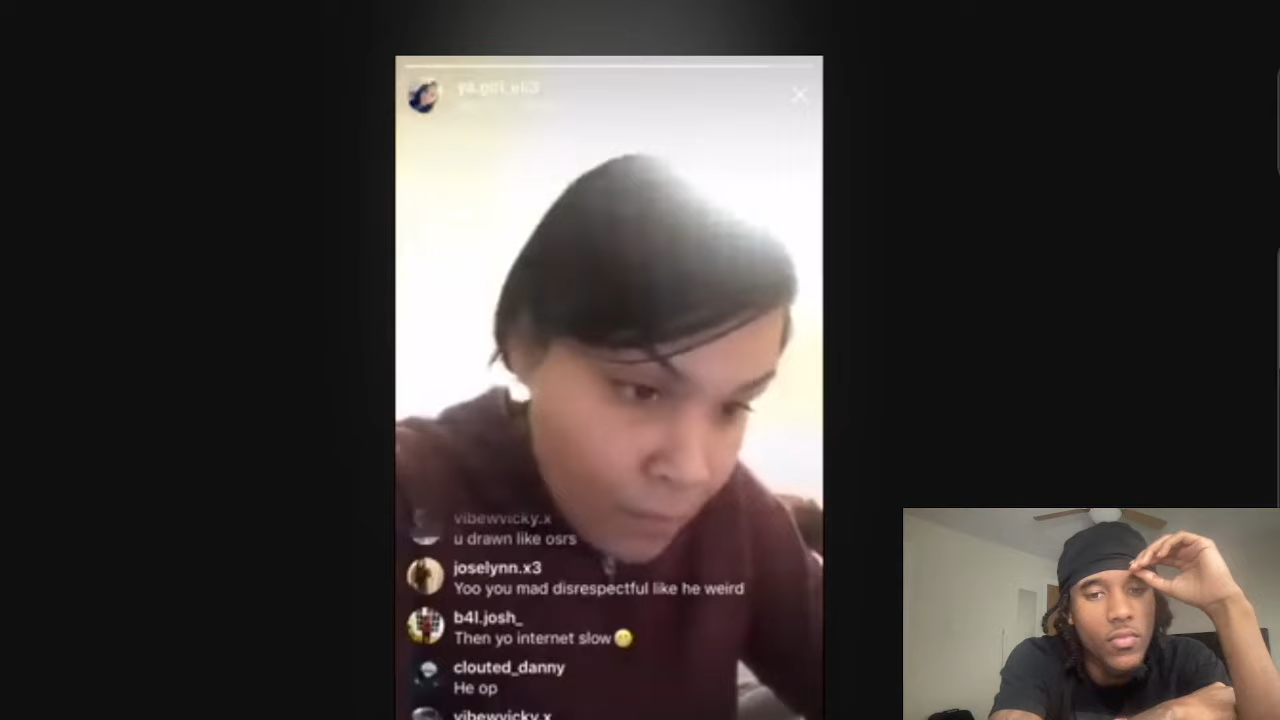 vibewvicky.x
u drawn like osrs
joselynn.x3
Yoo you mad disrespectful like he weird
b4l.josh_
Then yo internet slow😬
clouted_danny
He op
vibewvicky.x